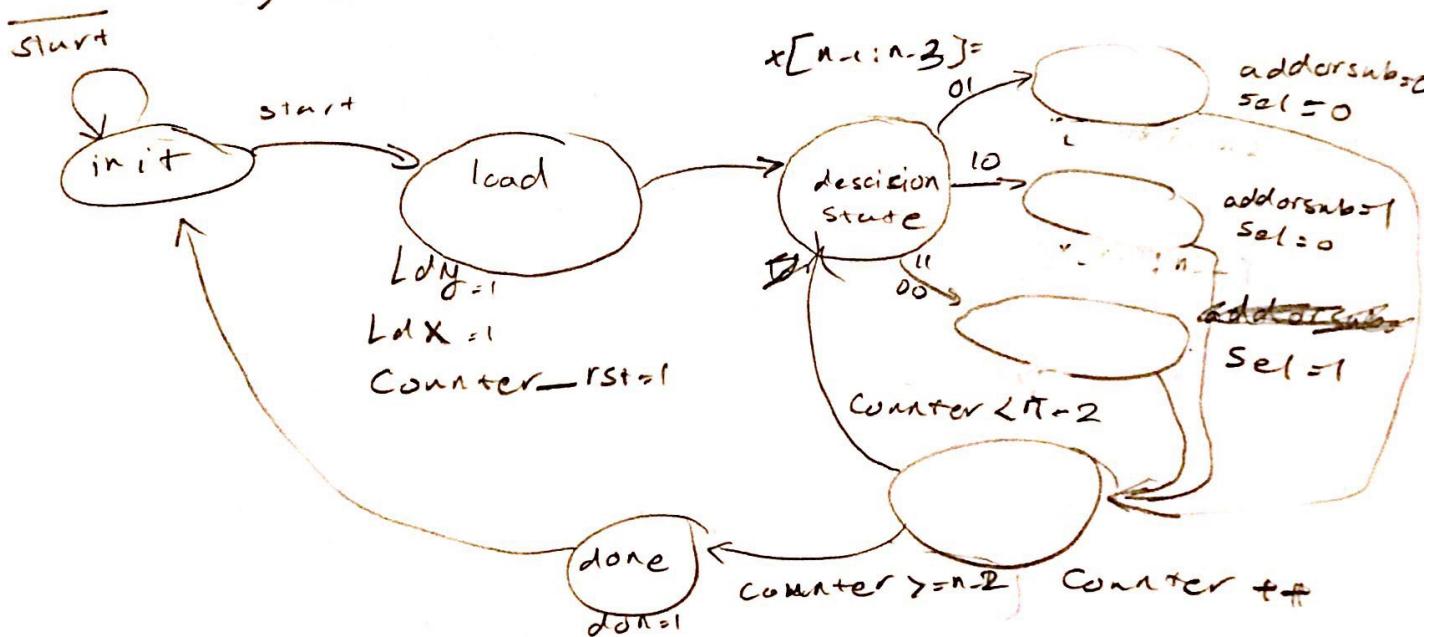 start
start
init
load
Ldy=1
Ldx=1
Counter_rst=1
descision
state
x[n-1:n-3]=
01
addorsub=0
sel=0
10
addorsub=1
sel=0
11
00
sel=1
Counter <n-2
Counter >=n-2
Counter ++
done
don=1